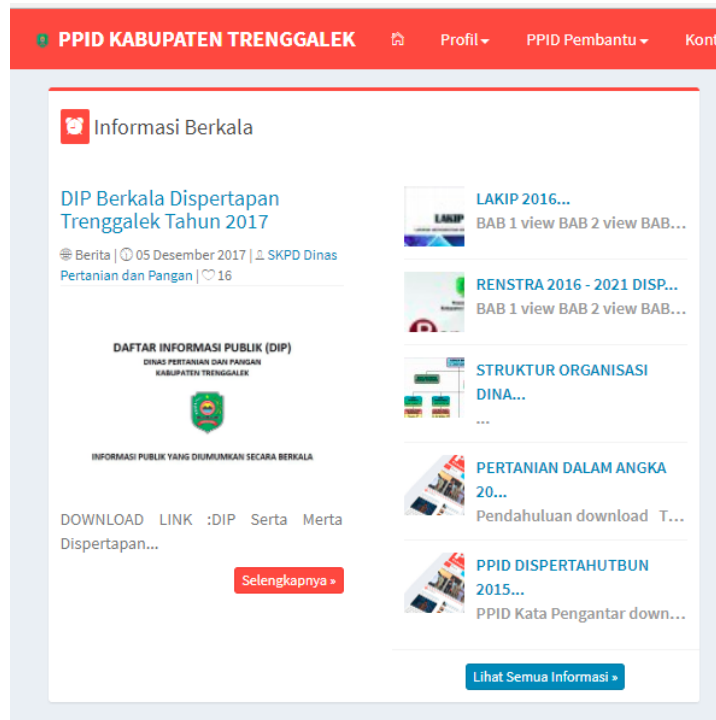 PPID KABUPATEN TRENGGALEK Profil PPID Pembantu Kont
Informasi Berkala
DIP Berkala Dispertapan
Trenggalek Tahun 2017
Berita | 05 Desember 2017 | SKPD Dinas
Pertanian dan Pangan | 16
DAFTAR INFORMASI PUBLIK (DIP)
DINAS PERTANIAN DAN PANGAN
KABUPATEN TRENGGALEK
INFORMASI PUBLIK YANG DIUMUMKAN SECARA BERKALA
DOWNLOAD LINK :DIP Serta Merta
Dispertapan...
Selengkapnya »
LAKIP
LAKIP 2016...
BAB 1 view BAB 2 view BAB...
RENSTRA 2016 - 2021 DISP...
BAB 1 view BAB 2 view BAB...
STRUKTUR ORGANISASI
DINA...
...
PERTANIAN DALAM ANGKA
20...
Pendahuluan download T...
PPID DISPERTAHUTBUN
2015...
PPID Kata Pengantar down...
Lihat Semua Informasi »